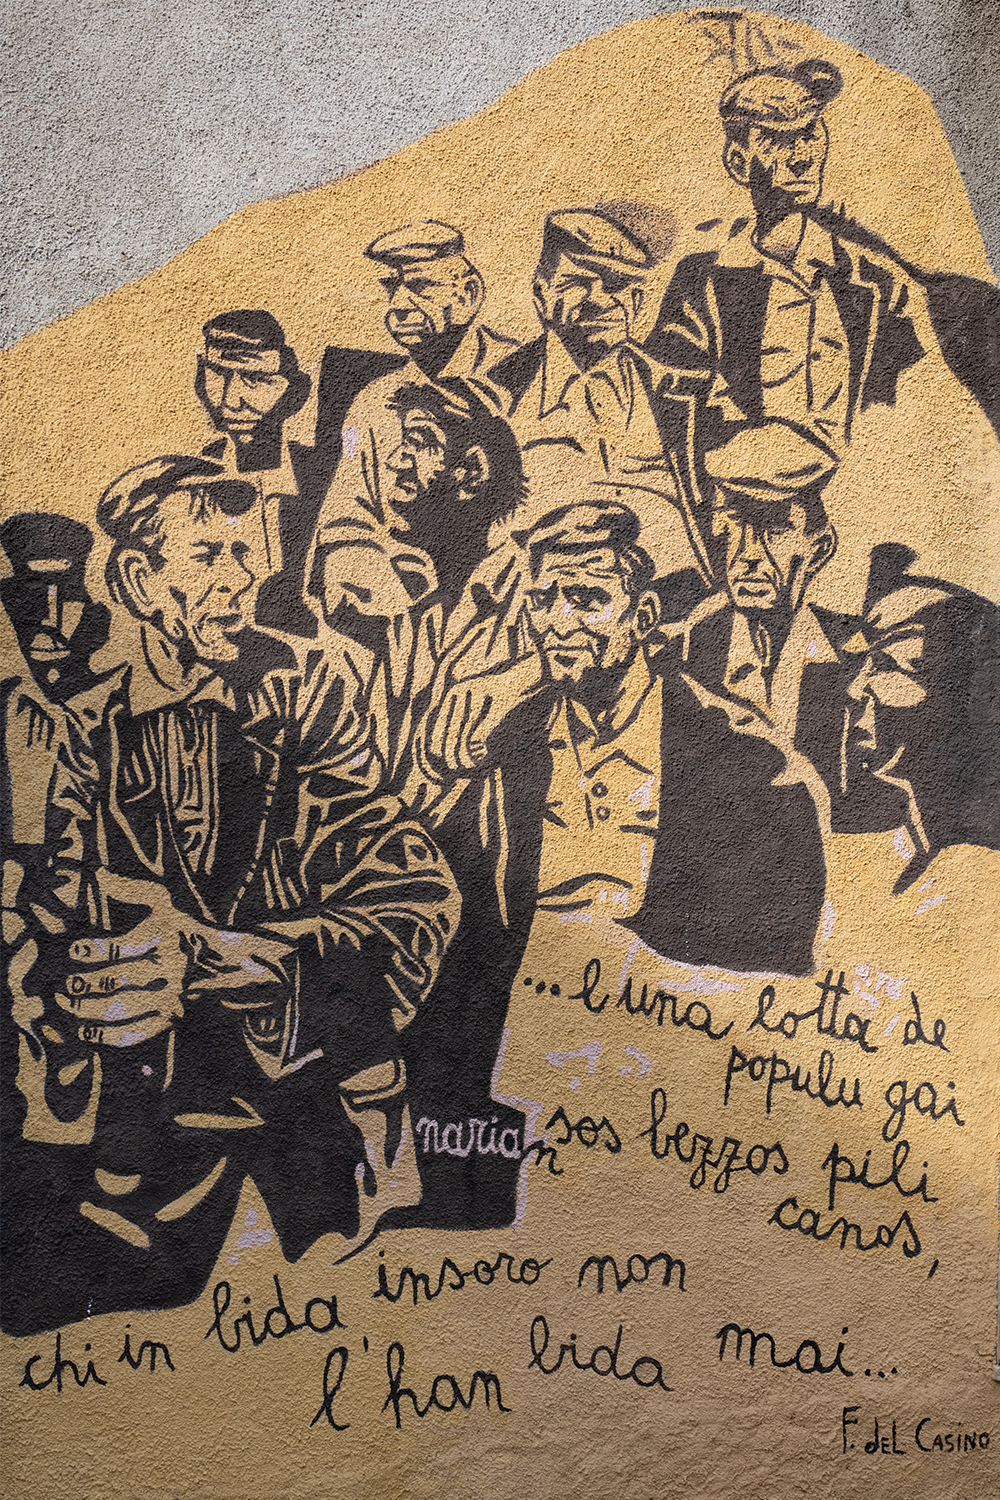 ...e una lotta de
populu gai
narian sos bezzos pili
canos,
chi in bida insoro non
l'han bida mai...
F. del Casino